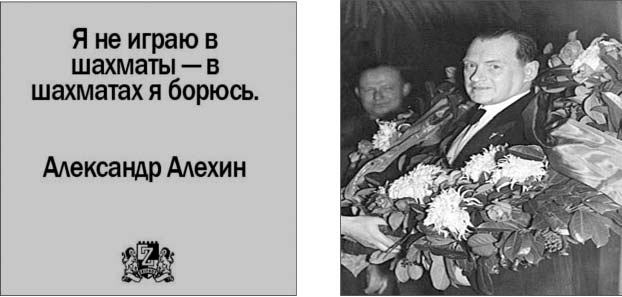 Я не играю в
шахматы — в
шахматах я борюсь.
Александр Алехин
Z